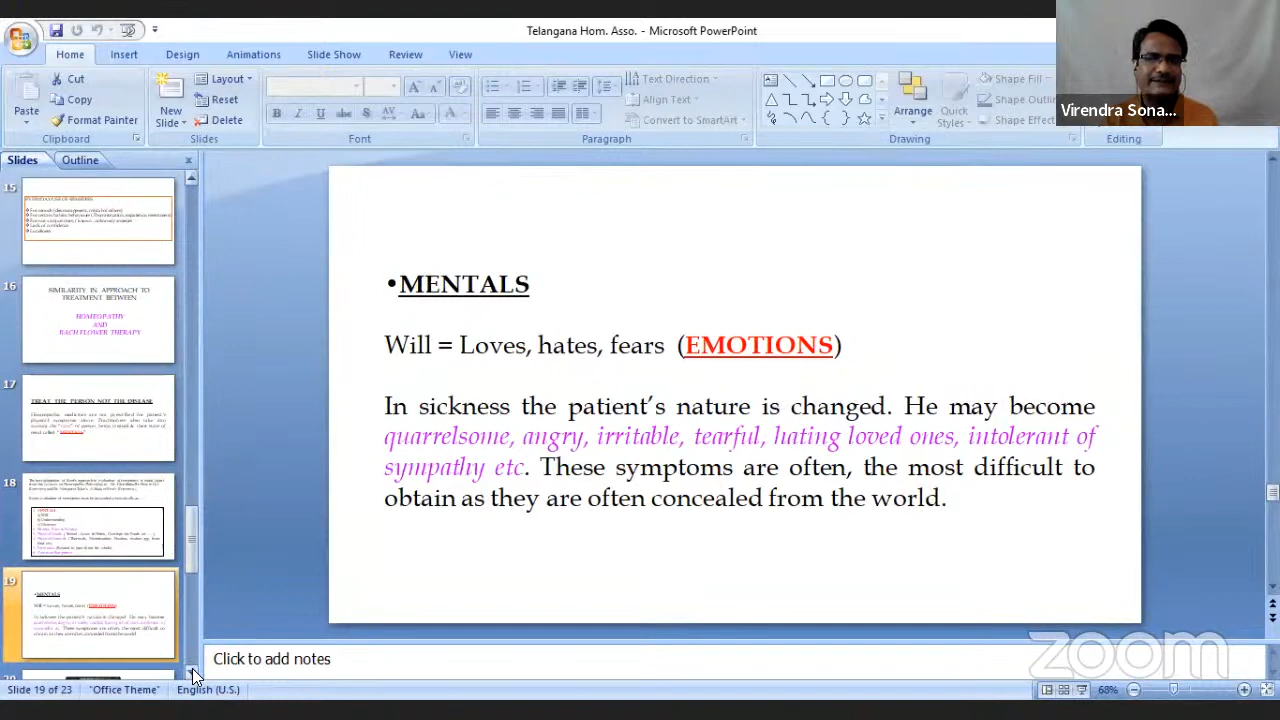 Telangana Hom. Asso. - Microsoft PowerPoint
Home Insert Design Animations Slide Show Review View
Paste
Cut
Copy
Format Painter
Clipboard
New
Slide
Layout
Reset
Delete
Slides
Font
Text Direction
Align Text
Convert to SmartArt
Paragraph
Arrange
Quick
Styles
Shape Fill
Shape Outli
Shape Effect
Drawing
Editing
Virendra Sona...
Slides Outline
15
16
SIMILARITY IN APPROACH TO
TREATMENT BETWEEN
HOMEOPATHY
AND
BACH FLOWER THERAPY
17
TREAT THE PERSON NOT THE DISEASE
18
19
•MENTALS
Will = Loves, hates, fears (EMOTIONS)
In sickness the patient's nature is changed. He may become
quarrelsome, angry, irritable, tearful, hating loved ones, intolerant of
sympathy etc. These symptoms are often, the most difficult to
obtain as they are often concealed from the world.
Click to add notes
zoom
Slide 19 of 23 "Office Theme" English (U.S.) 68%